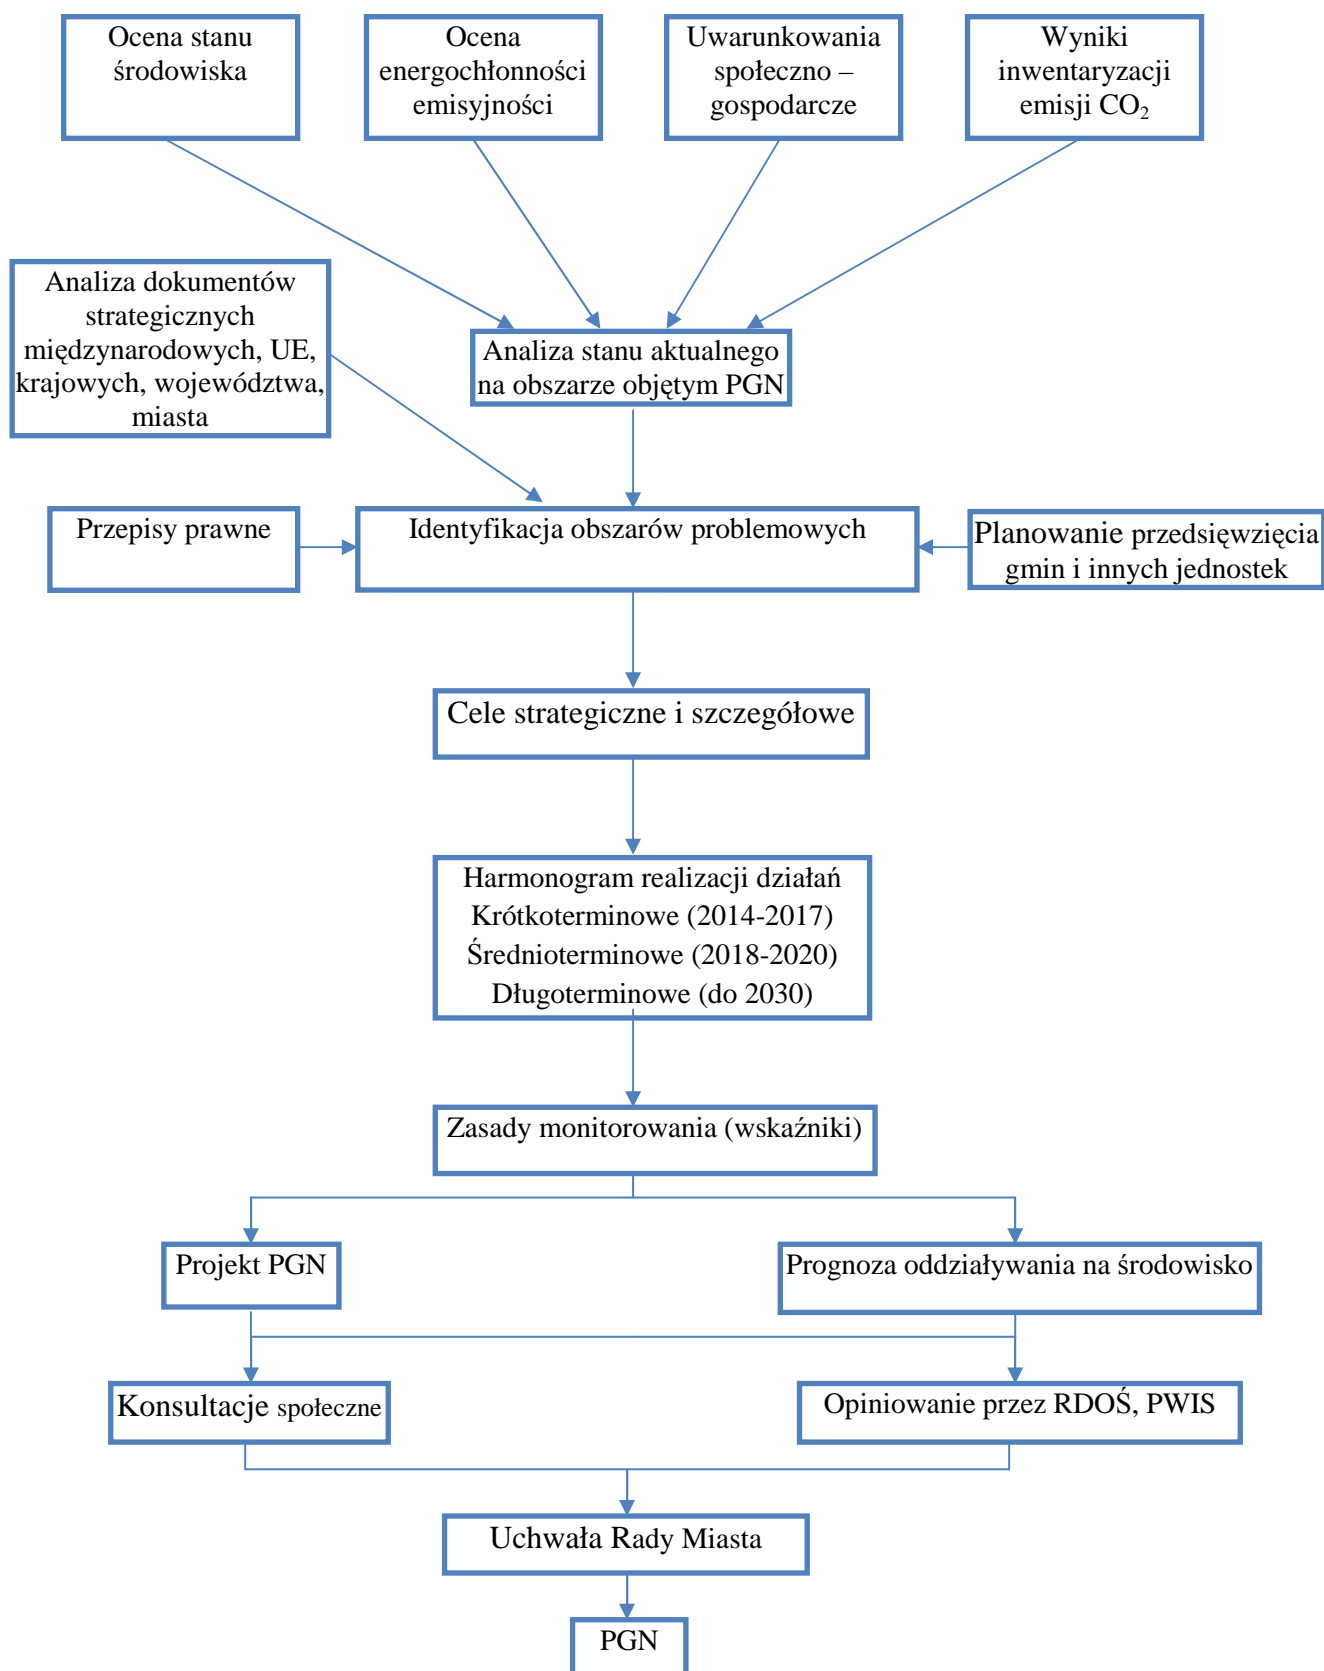 Ocena stanu
środowiska
Ocena
energochłonności
emisyjności
Uwarunkowania
społeczno –
gospodarcze
Wyniki
inwentaryzacji
emisji CO₂
Analiza dokumentów
strategicznych
międzynarodowych, UE,
krajowych, województwa,
miasta
Analiza stanu aktualnego
na obszarze objętym PGN
Przepisy prawne
Identyfikacja obszarów problemowych
Planowanie przedsięwzięcia
gmin i innych jednostek
Cele strategiczne i szczegółowe
Harmonogram realizacji działań
Krótkoterminowe (2014-2017)
Średnioterminowe (2018-2020)
Długoterminowe (do 2030)
Zasady monitorowania (wskaźniki)
Projekt PGN
Prognoza oddziaływania na środowisko
Konsultacje społeczne
Opiniowanie przez RDOŚ, PWIS
Uchwała Rady Miasta
PGN